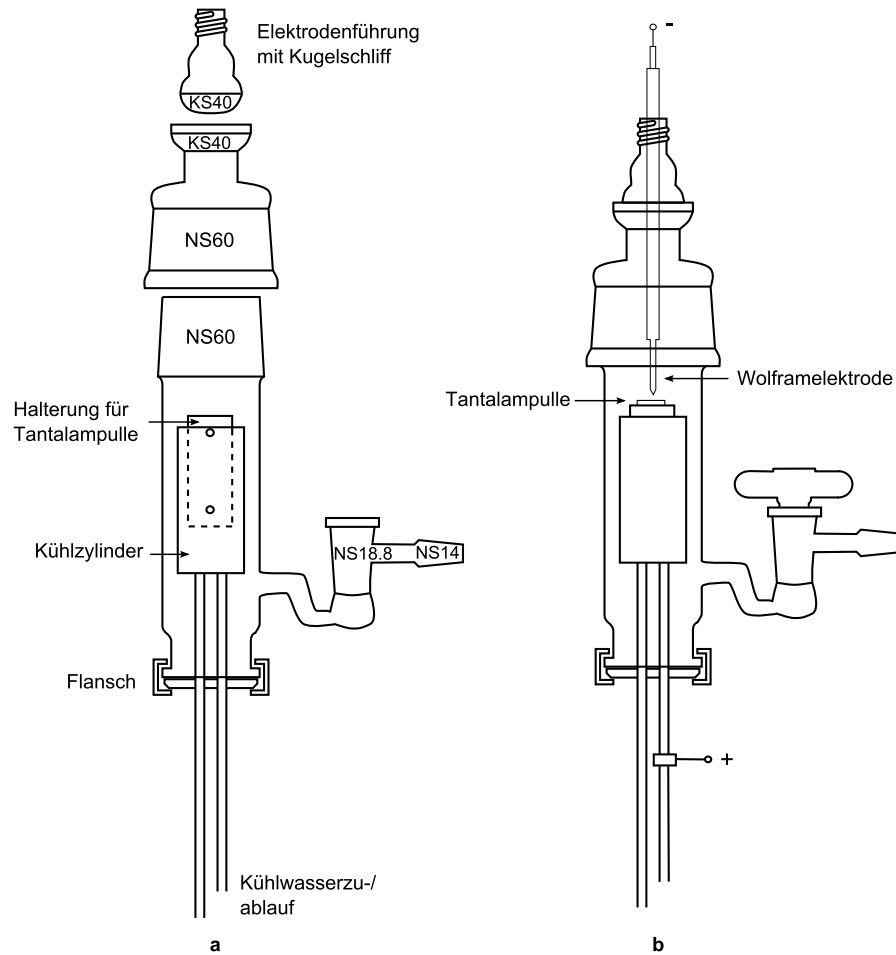 Elektrodenführung
mit Kugelschliff
KS40
KS40
NS60
NS60
Halterung für
Tantalampulle
Kühlzylinder
NS18.8
NS14
Flansch
Kühlwasserzu-/
ablauf
a
-
Wolframelektrode
Tantalampulle
+
b